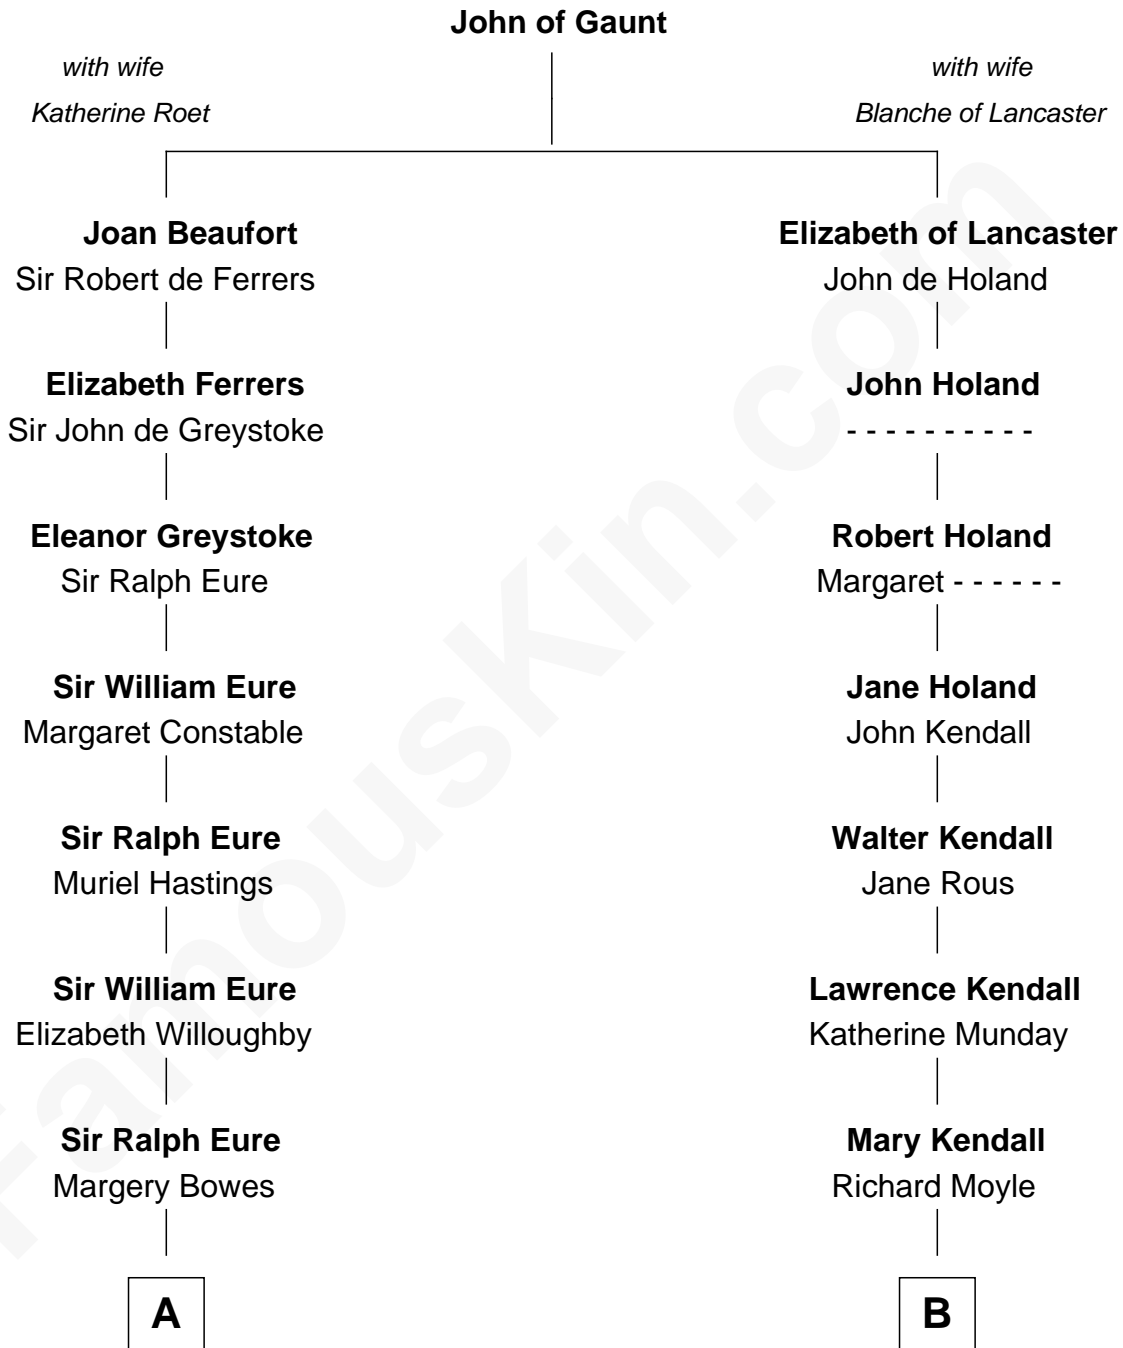 John of Gaunt
with wife
Katherine Roet
with wife
Blanche of Lancaster
Joan Beaufort
Sir Robert de Ferrers
Elizabeth of Lancaster
John de Holand
Elizabeth Ferrers
Sir John de Greystoke
John Holand
- - - - - - - - - -
Eleanor Greystoke
Sir Ralph Eure
Robert Holand
Margaret - - - - - -
Sir William Eure
Margaret Constable
Jane Holand
John Kendall
Sir Ralph Eure
Muriel Hastings
Walter Kendall
Jane Rous
Sir William Eure
Elizabeth Willoughby
Lawrence Kendall
Katherine Munday
Sir Ralph Eure
Margery Bowes
Mary Kendall
Richard Moyle
A
B
FamousKin.com